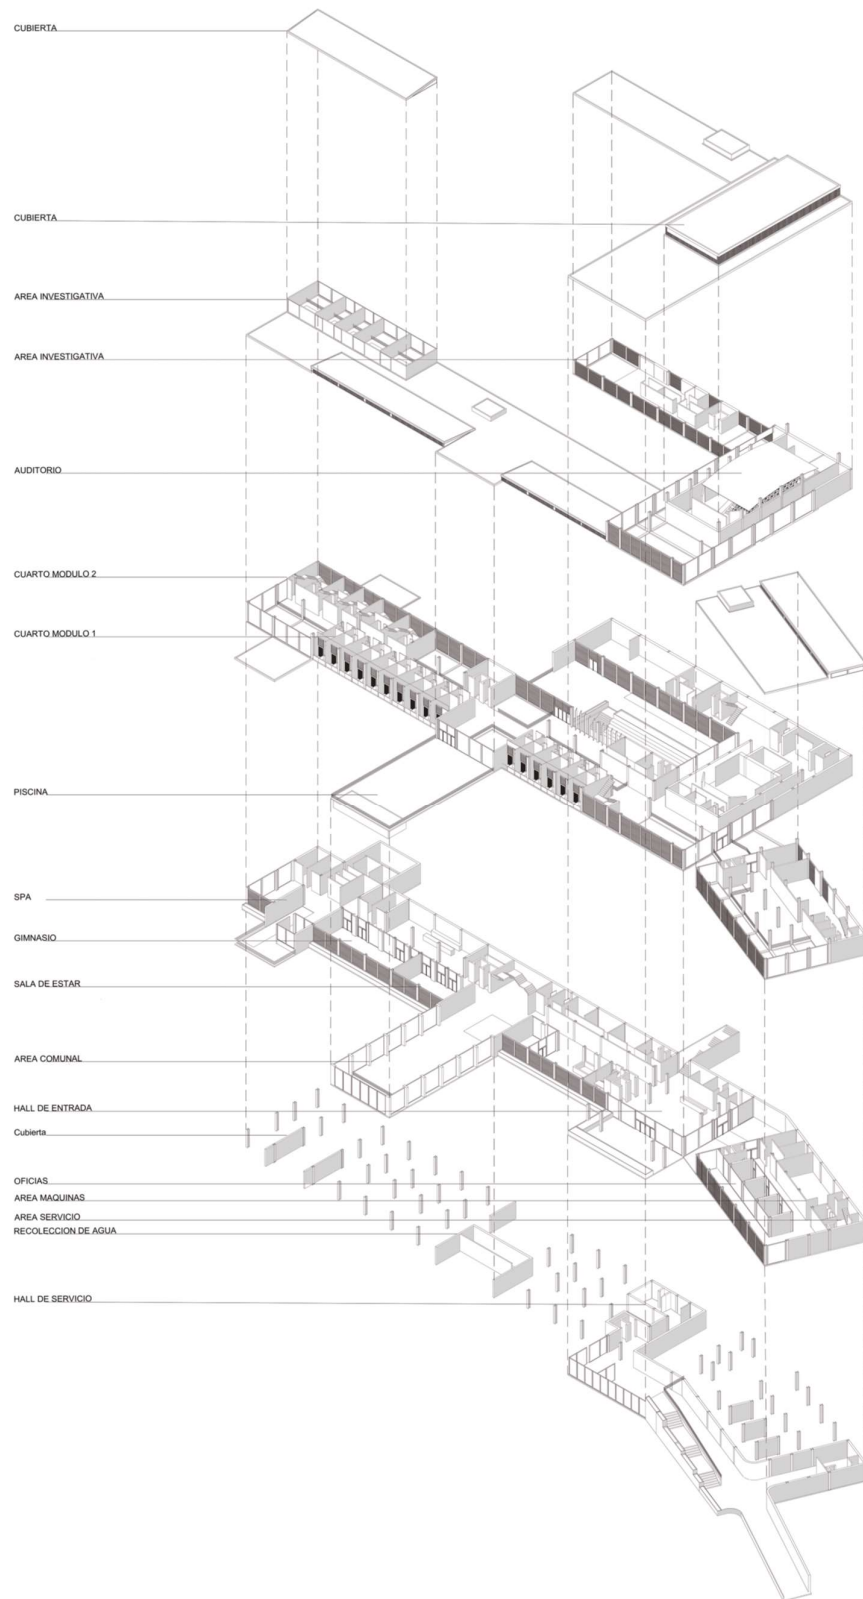 CUBIERTA
CUBIERTA
AREA INVESTIGATIVA
AREA INVESTIGATIVA
AUDITORIO
CUARTO MODULO 2
CUARTO MODULO 1
PISCINA
SPA
GIMNASIO
SALA DE ESTAR
AREA COMUNAL
HALL DE ENTRADA
Cubierta
OFICIAS
AREA MAQUINAS
AREA SERVICIO
RECOLECCION DE AGUA
HALL DE SERVICIO